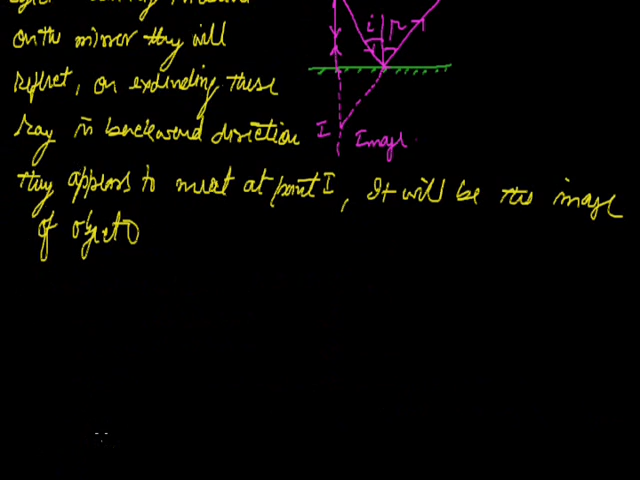 on the mirror they will
reflect, on extending these
ray in backward direction
they appears to meet at point I, It will be the image
of object O
i r
I Image